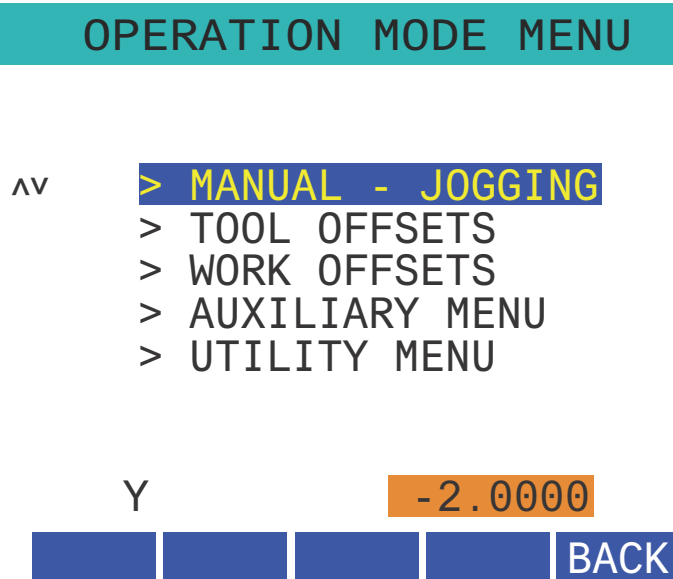 OPERATION MODE MENU
˄˅ > MANUAL - JOGGING
> TOOL OFFSETS
> WORK OFFSETS
> AUXILIARY MENU
> UTILITY MENU
Y -2.0000
BACK